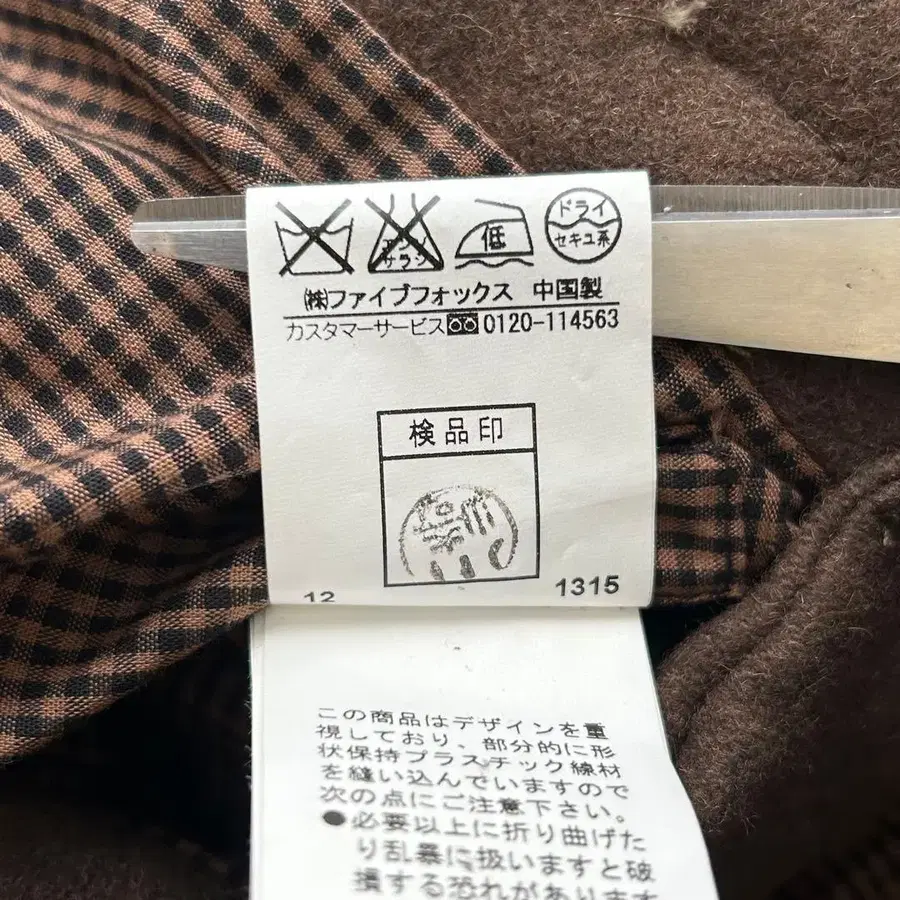 エンソ
サラシ
低
ドライ
セキユ系
㈱ファイブフォックス 中国製
カスタマーサービス 0120-114563
検品印
12 1315
この商品はデザインを重
視しており、部分的に形
状保持プラスチック線材
を縫い込んでいますので
次の点にご注意下さい。
●必要以上に折り曲げた
り乱暴に扱いますと破
損する恐れがあります